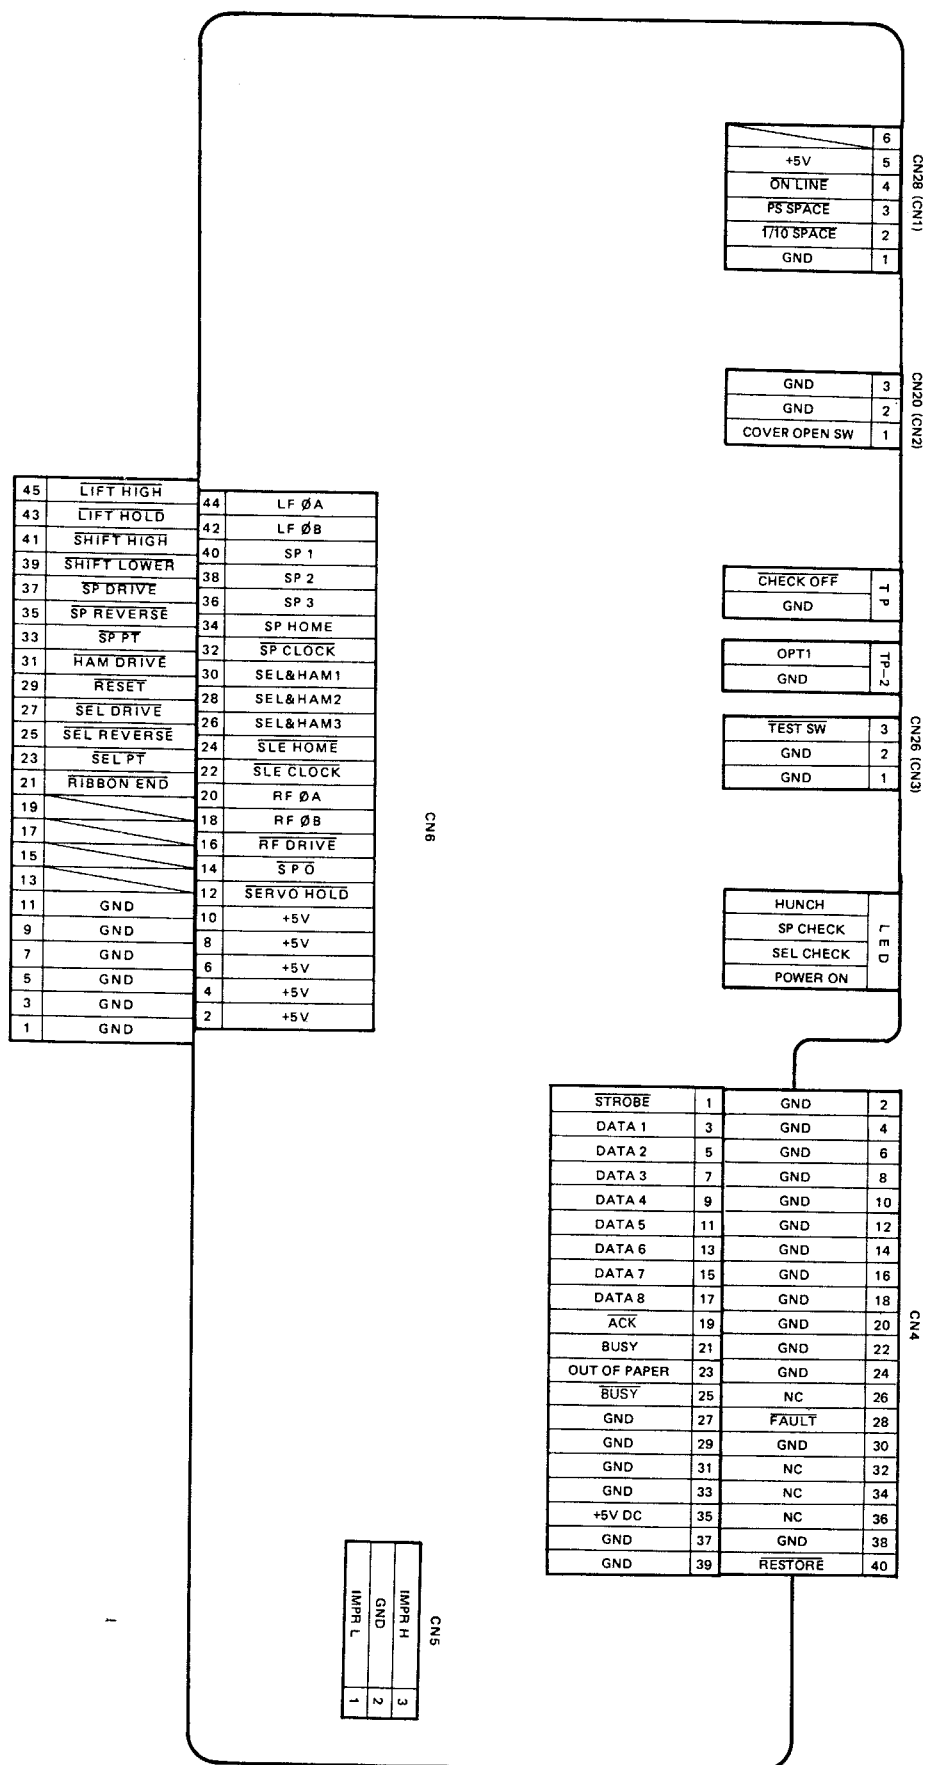 CN28 (CN1)
6
+5V 5
ON LINE 4
PS SPACE 3
1/10 SPACE 2
GND 1
CN20 (CN2)
GND 3
GND 2
COVER OPEN SW 1
TP
CHECK OFF
GND
TP-2
OPT1
GND
CN26 (CN3)
TEST SW 3
GND 2
GND 1
LED
HUNCH
SP CHECK
SEL CHECK
POWER ON
CN6
45 LIFT HIGH
43 LIFT HOLD
41 SHIFT HIGH
39 SHIFT LOWER
37 SP DRIVE
35 SP REVERSE
33 SP PT
31 HAM DRIVE
29 RESET
27 SEL DRIVE
25 SEL REVERSE
23 SEL PT
21 RIBBON END
19
17
15
13
11 GND
9 GND
7 GND
5 GND
3 GND
1 GND
44 LF ØA
42 LF ØB
40 SP 1
38 SP 2
36 SP 3
34 SP HOME
32 SP CLOCK
30 SEL&HAM1
28 SEL&HAM2
26 SEL&HAM3
24 SLE HOME
22 SLE CLOCK
20 RF ØA
18 RF ØB
16 RF DRIVE
14 SP O
12 SERVO HOLD
10 +5V
8 +5V
6 +5V
4 +5V
2 +5V
CN4
STROBE 1 GND 2
DATA 1 3 GND 4
DATA 2 5 GND 6
DATA 3 7 GND 8
DATA 4 9 GND 10
DATA 5 11 GND 12
DATA 6 13 GND 14
DATA 7 15 GND 16
DATA 8 17 GND 18
ACK 19 GND 20
BUSY 21 GND 22
OUT OF PAPER 23 GND 24
BUSY 25 NC 26
GND 27 FAULT 28
GND 29 GND 30
GND 31 NC 32
GND 33 NC 34
+5V DC 35 NC 36
GND 37 GND 38
GND 39 RESTORE 40
CN5
IMPR H 3
GND 2
IMPR L 1